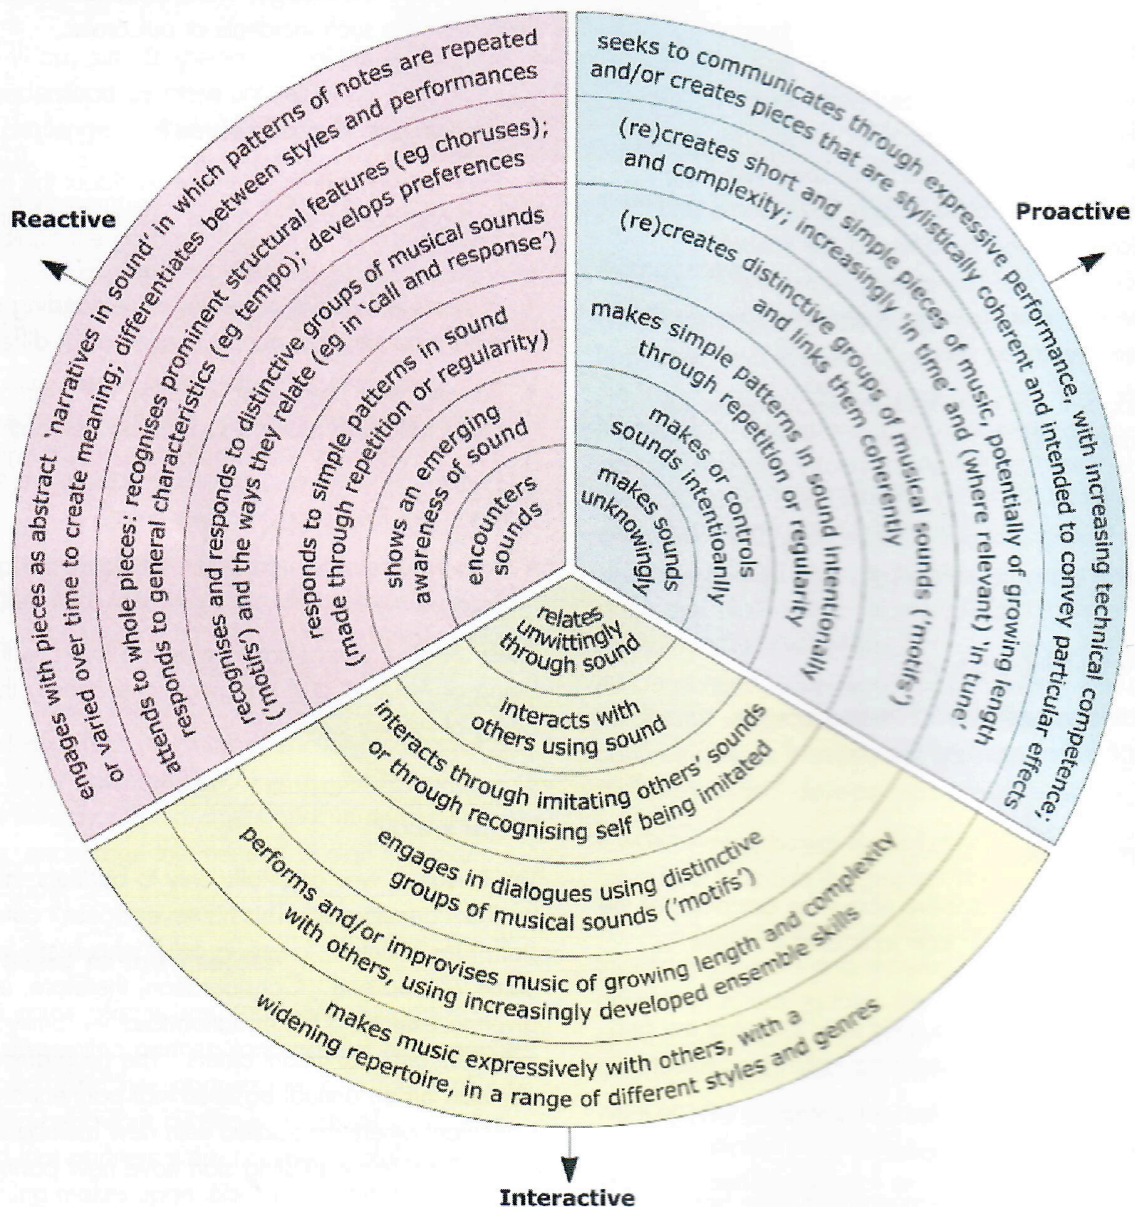 Reactive
engages with pieces as abstract ‘narratives in sound‘ in which patterns of notes are repeated
or varied over time to create meaning; differentiates between styles and performances
attends to whole pieces: recognises prominent structural features (eg choruses);
responds to general characteristics (eg tempo); develops preferences
recognises and responds to distinctive groups of musical sounds
(‘motifs’) and the ways they relate (eg in ‘call and response’)
responds to simple patterns in sound
(made through repetition or regularity)
shows an emerging
awareness of sound
encounters
sounds
Proactive
seeks to communicates through expressive performance, with increasing technical competence;
and/or creates pieces that are stylistically coherent and intended to convey particular effects
(re)creates short and simple pieces of music, potentially of growing length
and complexity; increasingly ‘in time’ and (where relevant) ‘in tune’
(re)creates distinctive groups of musical sounds (‘motifs’)
and links them coherently
makes simple patterns in sound intentionally
through repetition or regularity
makes or controls
sounds intentioanlly
makes sounds
unknowingly
relates
unwittingly
through sound
interacts with
others using sound
interacts through imitating others’ sounds
or through recognising self being imitated
engages in dialogues using distinctive
groups of musical sounds (‘motifs’)
performs and/or improvises music of growing length and complexity
with others, using increasingly developed ensemble skills
makes music expressively with others, with a
widening repertoire, in a range of different styles and genres
Interactive